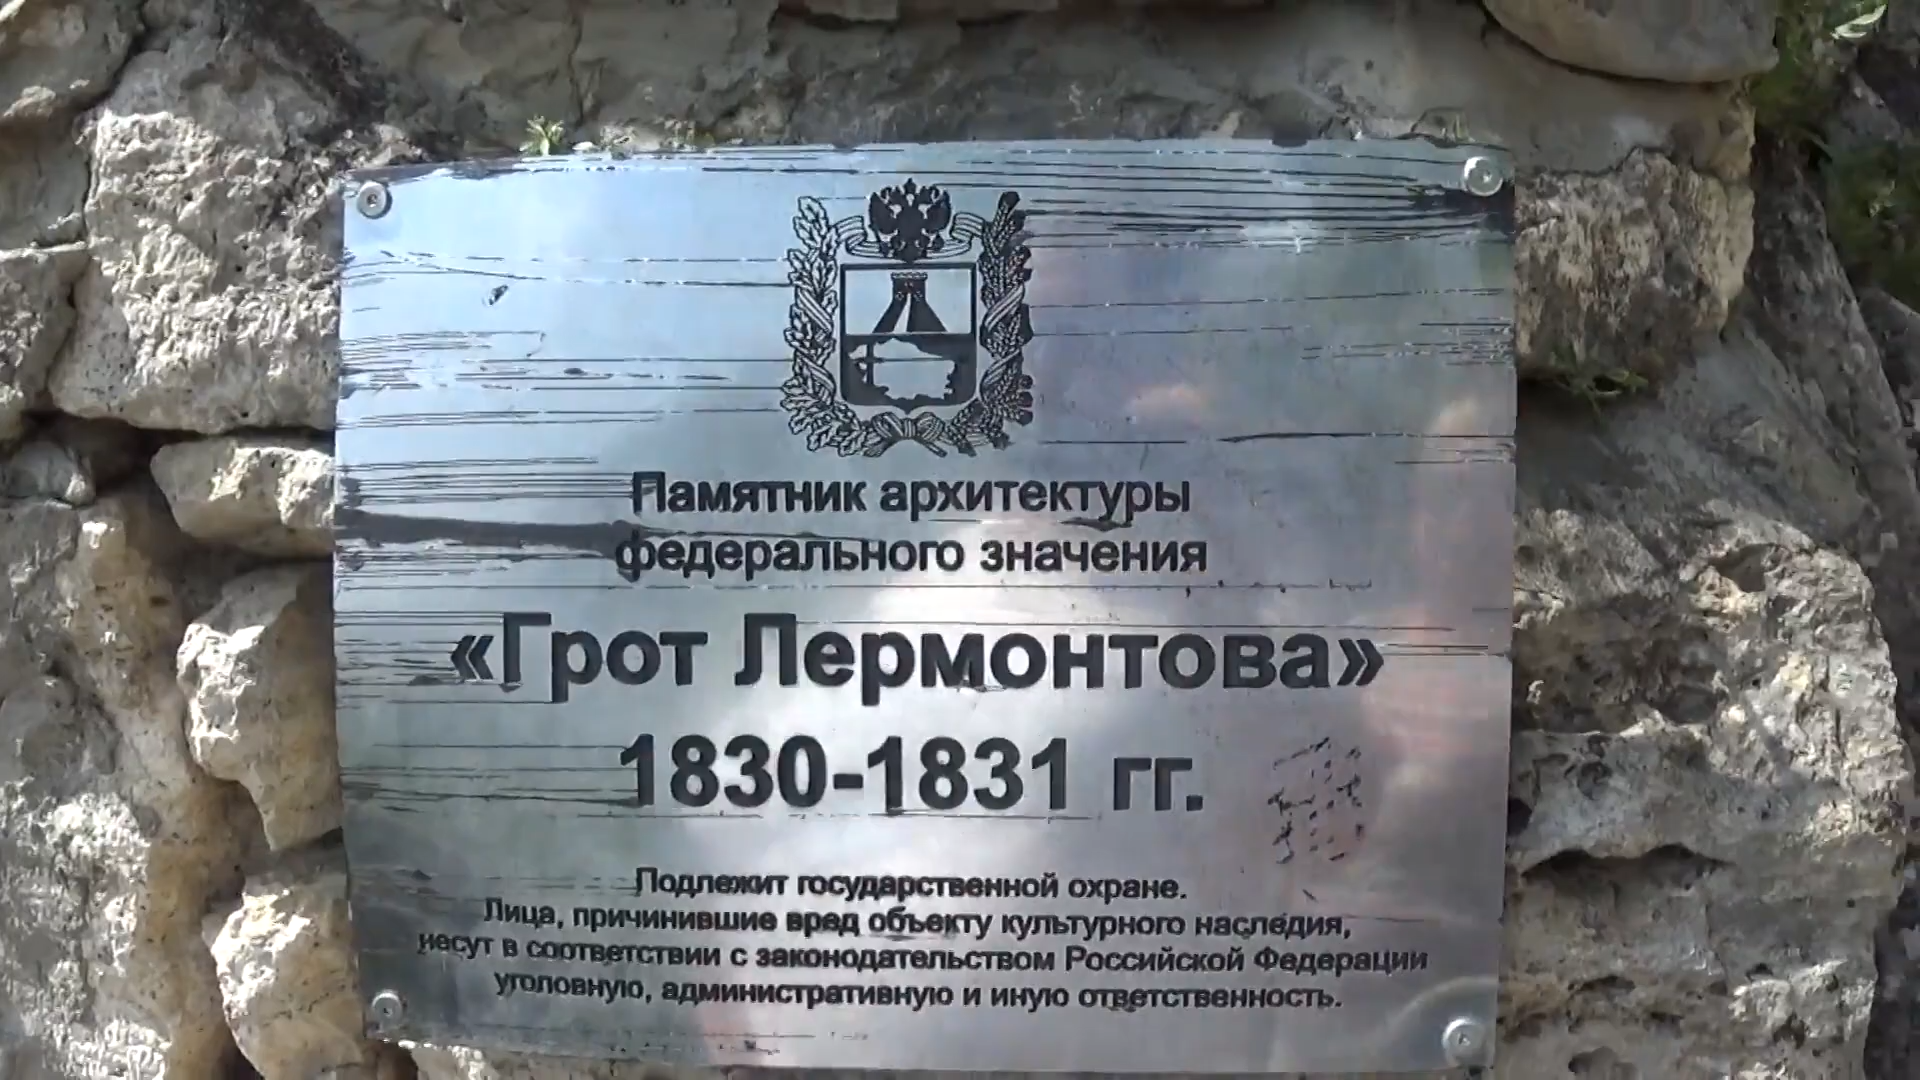 Памятник архитектуры
федерального значения
«Грот Лермонтова»
1830-1831 гг.
Подлежит государственной охране.
Лица, причинившие вред объекту культурного наследия,
несут в соответствии с законодательством Российской Федерации
уголовную, административную и иную ответственность.